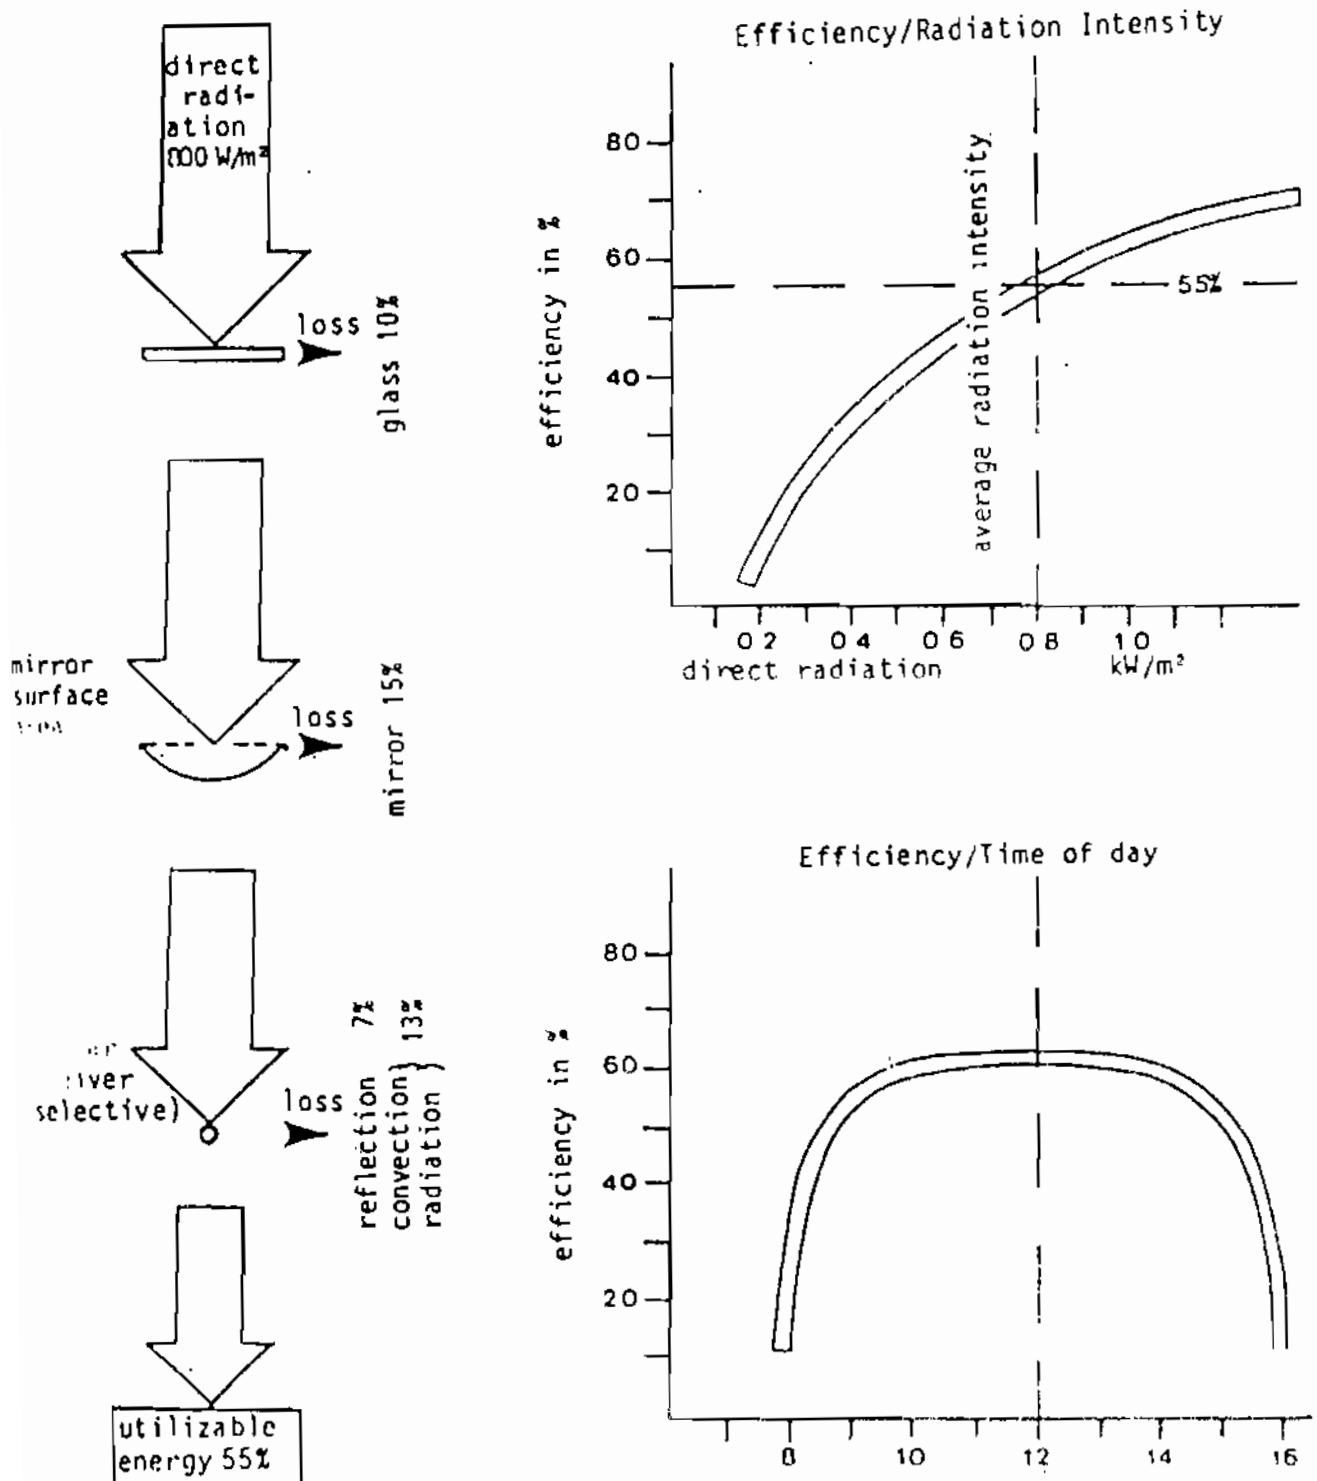 direct
radi-
ation
000 W/m²
loss
glass 10%
mirror
surface
loss
mirror 15%
selective)
loss
reflection 7%
convection} 13%
radiation }
utilizable
energy 55%
Efficiency/Radiation Intensity
80
60
40
20
efficiency in %
average radiation intensity
55%
0 2 0 4 0 6 0 8 1 0
direct radiation kW/m²
Efficiency/Time of day
80
60
40
20
efficiency in %
8 10 12 14 16